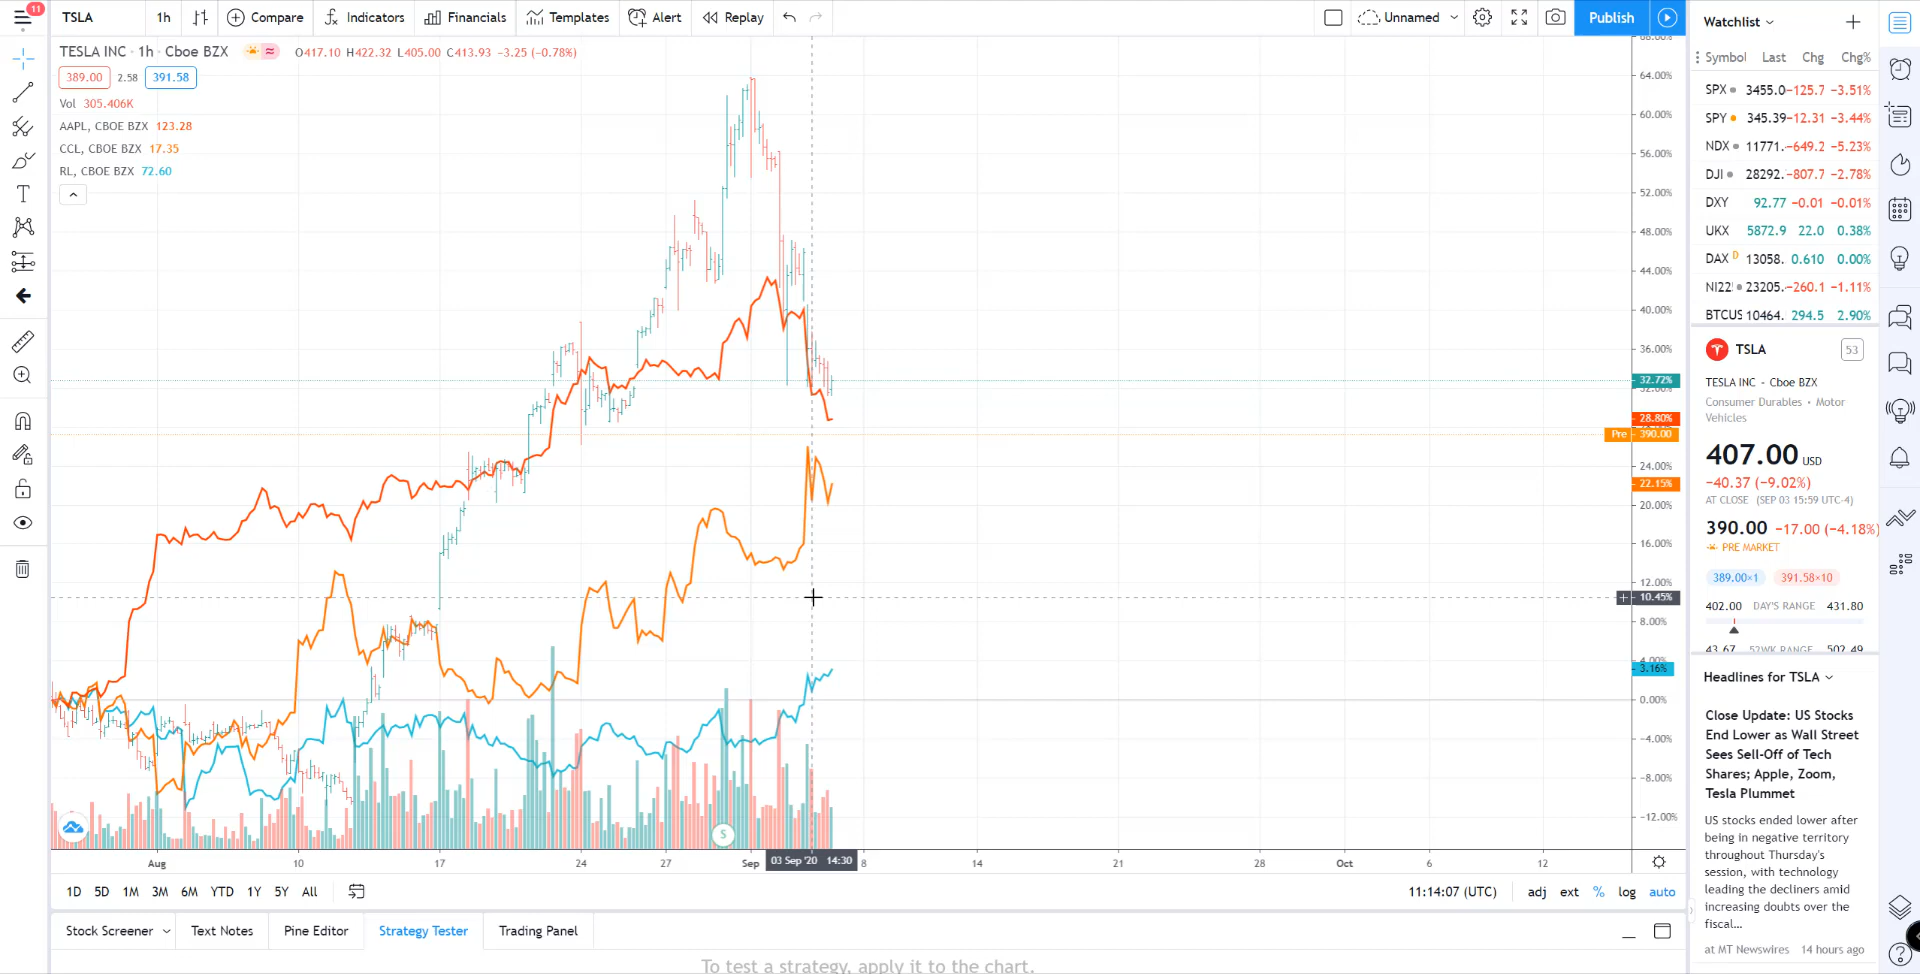 11
TSLA 1h Compare Indicators Financials Templates Alert Replay Unnamed Publish
TESLA INC · 1h · Cboe BZX O417.10 H422.32 L405.00 C413.93 −3.25 (−0.78%)
389.00 2.58 391.58
Vol 305.406K
AAPL, CBOE BZX 123.28
CCL, CBOE BZX 17.35
RL, CBOE BZX 72.60
68.00%
64.00%
60.00%
56.00%
52.00%
48.00%
44.00%
40.00%
36.00%
32.72%
32.00%
28.80%
Pre 390.00
24.00%
22.15%
20.00%
16.00%
12.00%
10.45%
8.00%
4.00%
3.16%
0.00%
−4.00%
−8.00%
−12.00%
S
Aug 10 17 24 27 Sep 03 Sep '20 14:30 8 14 21 28 Oct 6 12
1D 5D 1M 3M 6M YTD 1Y 5Y All 11:14:07 (UTC) adj ext % log auto
Stock Screener Text Notes Pine Editor Strategy Tester Trading Panel
To test a strategy, apply it to the chart.
Watchlist
Symbol Last Chg Chg%
SPX 3455.0 −125.7 −3.51%
SPY 345.39 −12.31 −3.44%
NDX 11771. −649.2 −5.23%
DJI 28292. −807.7 −2.78%
DXY 92.77 −0.01 −0.01%
UKX 5872.9 22.0 0.38%
DAX D 13058. 0.610 0.00%
NI22 23205. −260.1 −1.11%
BTCUS 10464. 294.5 2.90%
TSLA 53
TESLA INC · Cboe BZX
Consumer Durables · Motor
Vehicles
407.00 USD
−40.37 (−9.02%)
AT CLOSE (SEP 03 15:59 UTC-4)
390.00 −17.00 (−4.18%)
PRE MARKET
389.00×1 391.58×10
402.00 DAY'S RANGE 431.80
43.67 52WK RANGE 502.49
Headlines for TSLA
Close Update: US Stocks
End Lower as Wall Street
Sees Sell-Off of Tech
Shares; Apple, Zoom,
Tesla Plummet
US stocks ended lower after
being in negative territory
throughout Thursday's
session, with technology
leading the decliners amid
increasing doubts over the
fiscal...
at MT Newswires 14 hours ago